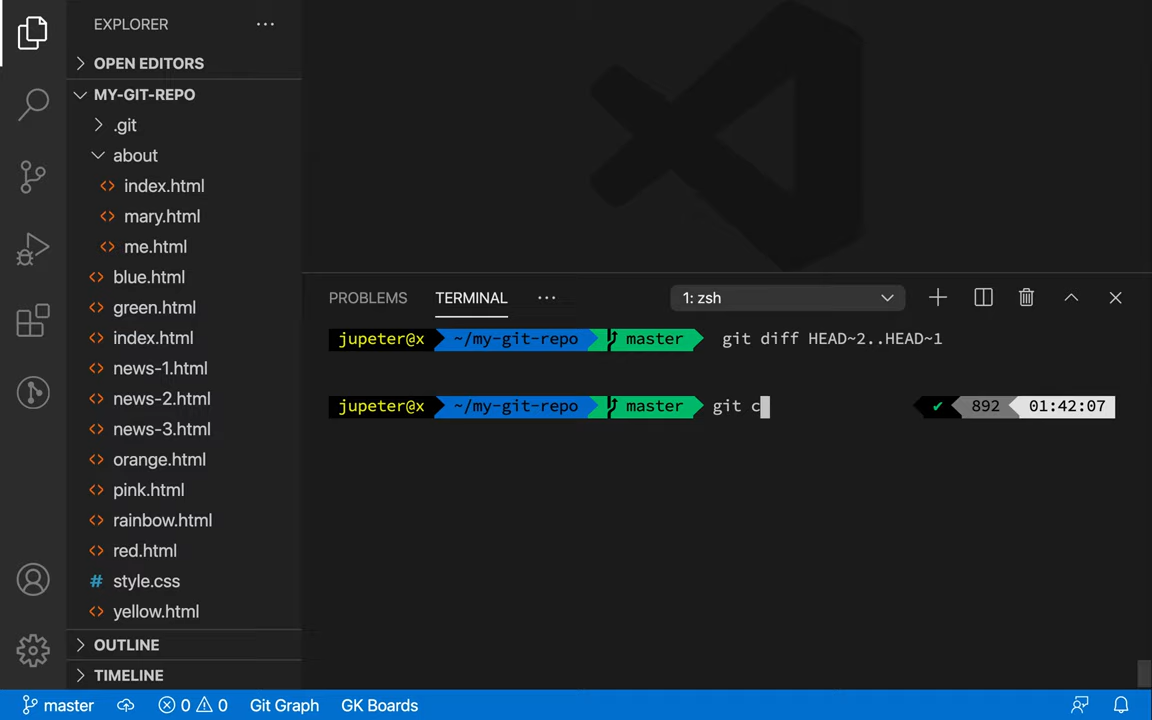 EXPLORER ···
OPEN EDITORS
MY-GIT-REPO
.git
about
index.html
mary.html
me.html
blue.html
green.html
index.html
news-1.html
news-2.html
news-3.html
orange.html
pink.html
rainbow.html
red.html
# style.css
yellow.html
OUTLINE
TIMELINE
PROBLEMS TERMINAL ··· 1: zsh
jupeter@x ~/my-git-repo master git diff HEAD~2..HEAD~1
jupeter@x ~/my-git-repo master git c ✔ 892 01:42:07
master 0 0 Git Graph GK Boards